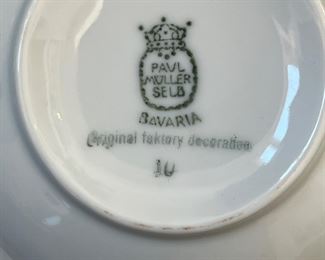 PAUL
MÜLLER
SELB
BAVARIA
Original faktory decoration
10